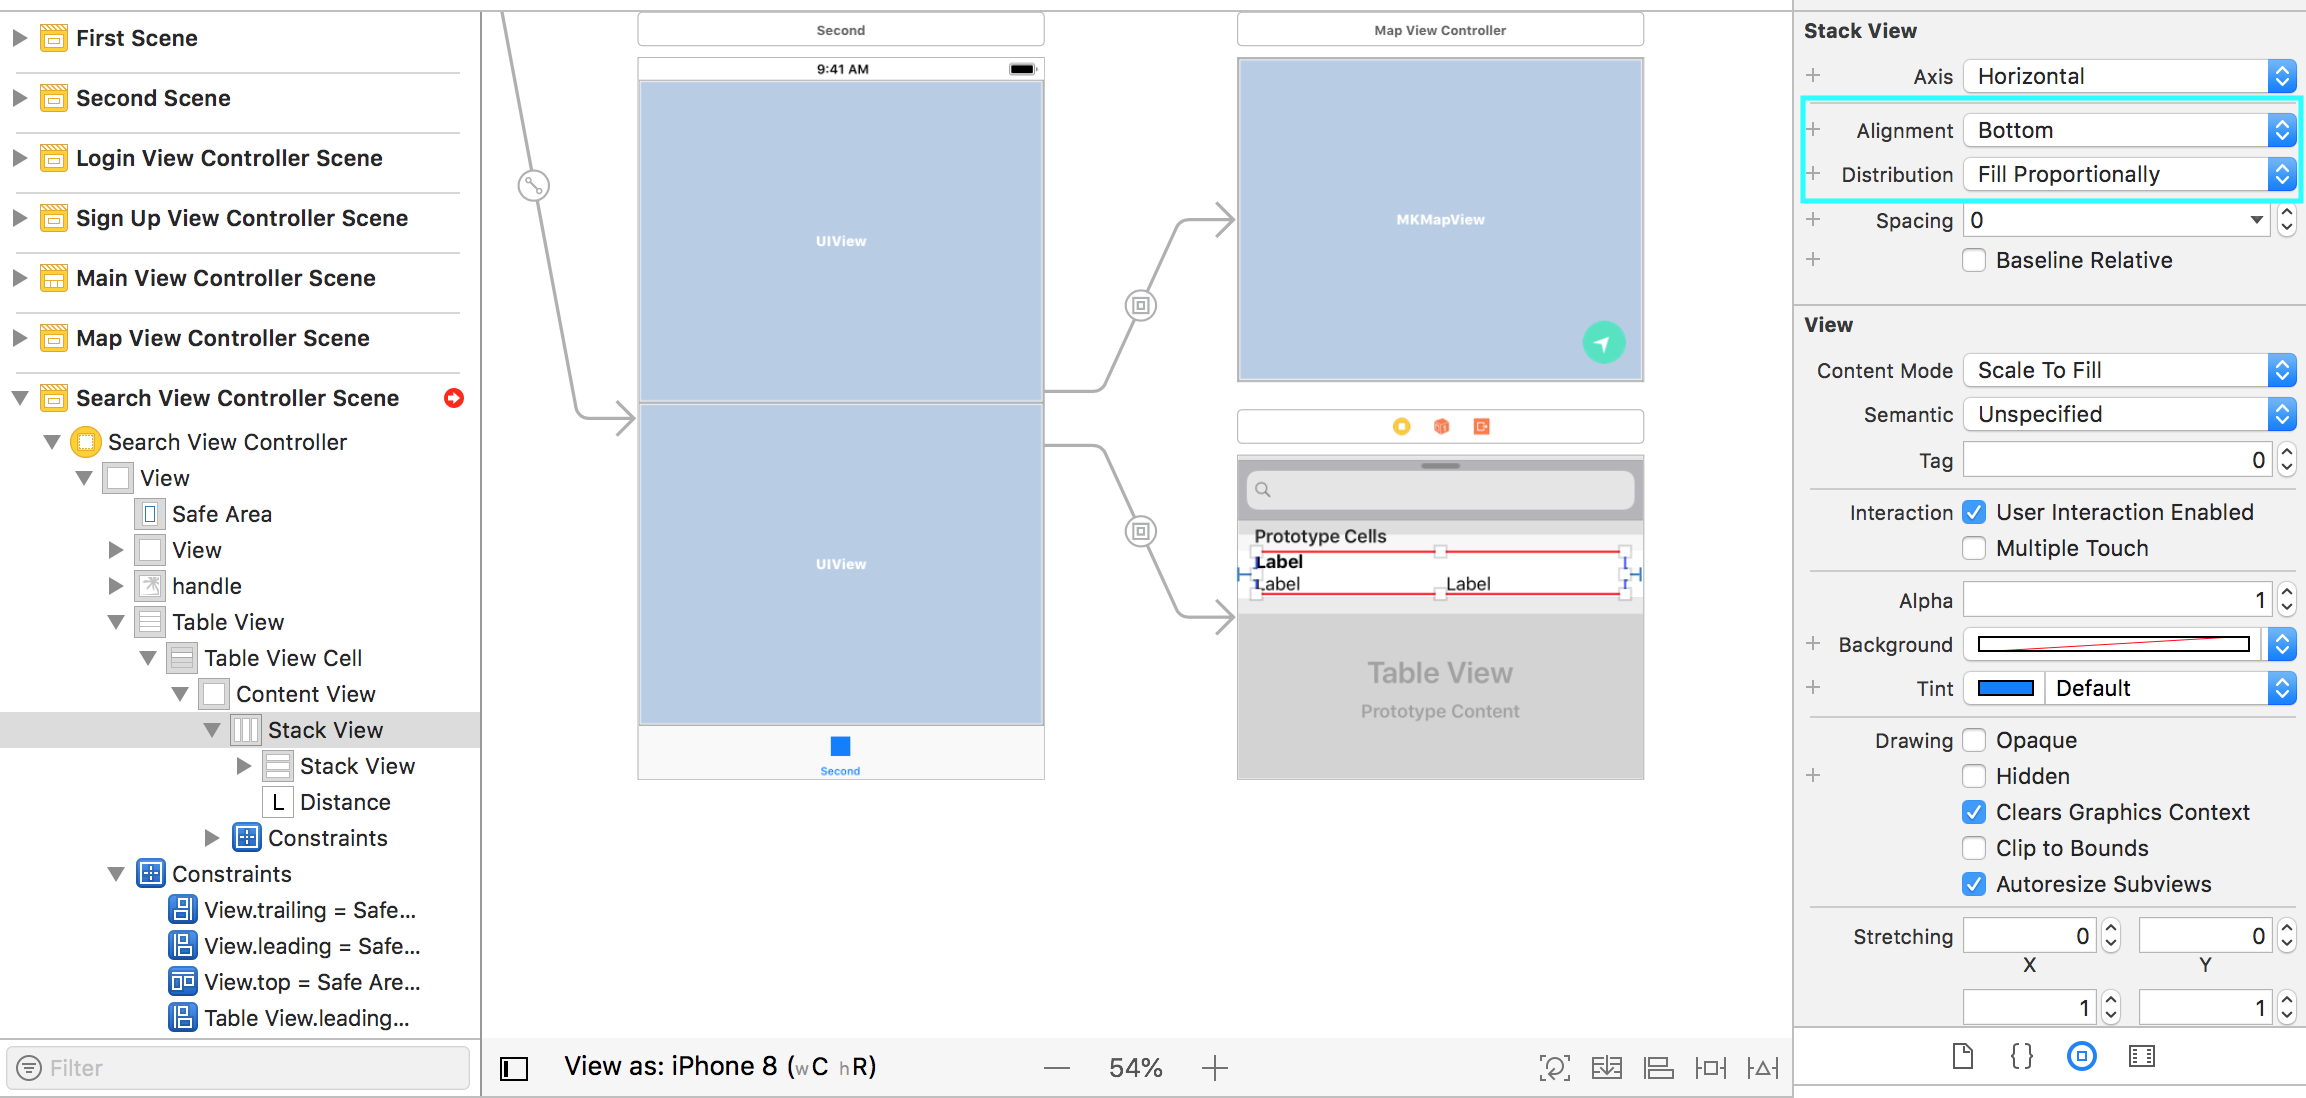 First Scene
Second Scene
Login View Controller Scene
Sign Up View Controller Scene
Main View Controller Scene
Map View Controller Scene
Search View Controller Scene
Search View Controller
View
Safe Area
View
handle
Table View
Table View Cell
Content View
Stack View
Stack View
L Distance
Constraints
Constraints
View.trailing = Safe...
View.leading = Safe...
View.top = Safe Are...
Table View.leading...
Filter
Second
9:41 AM
UIView
UIView
Second
Map View Controller
MKMapView
Prototype Cells
Label
Label Label
Table View
Prototype Content
View as: iPhone 8 (wC hR)
54%
Stack View
Axis Horizontal
Alignment Bottom
Distribution Fill Proportionally
Spacing 0
Baseline Relative
View
Content Mode Scale To Fill
Semantic Unspecified
Tag 0
Interaction User Interaction Enabled
Multiple Touch
Alpha 1
Background
Tint Default
Drawing Opaque
Hidden
Clears Graphics Context
Clip to Bounds
Autoresize Subviews
Stretching 0 0
X Y
1 1